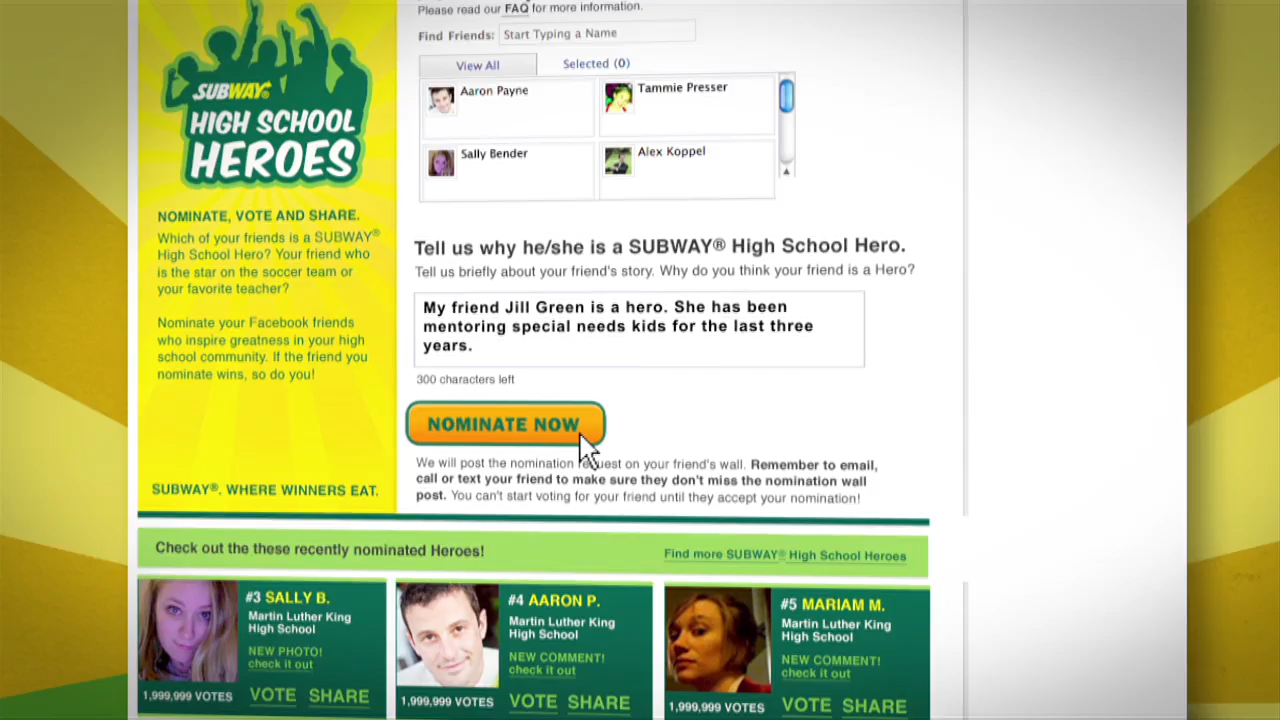 Please read our FAQ for more information.
Find Friends: Start Typing a Name
View All Selected (0)
Aaron Payne Tammie Presser
Sally Bender Alex Koppel
SUBWAY
HIGH SCHOOL
HEROES
NOMINATE, VOTE AND SHARE.
Which of your friends is a SUBWAY®
High School Hero? Your friend who
is the star on the soccer team or
your favorite teacher?
Nominate your Facebook friends
who inspire greatness in your high
school community. If the friend you
nominate wins, so do you!
SUBWAY®. WHERE WINNERS EAT.
Tell us why he/she is a SUBWAY® High School Hero.
Tell us briefly about your friend's story. Why do you think your friend is a Hero?
My friend Jill Green is a hero. She has been
mentoring special needs kids for the last three
years.
300 characters left
NOMINATE NOW
We will post the nomination request on your friend's wall. Remember to email,
call or text your friend to make sure they don't miss the nomination wall
post. You can't start voting for your friend until they accept your nomination!
Check out the these recently nominated Heroes!
Find more SUBWAY® High School Heroes
#3 SALLY B.
Martin Luther King
High School
NEW PHOTO!
check it out
1,999,999 VOTES VOTE SHARE
#4 AARON P.
Martin Luther King
High School
NEW COMMENT!
check it out
1,999,999 VOTES VOTE SHARE
#5 MARIAM M.
Martin Luther King
High School
NEW COMMENT!
check it out
1,999,999 VOTES VOTE SHARE